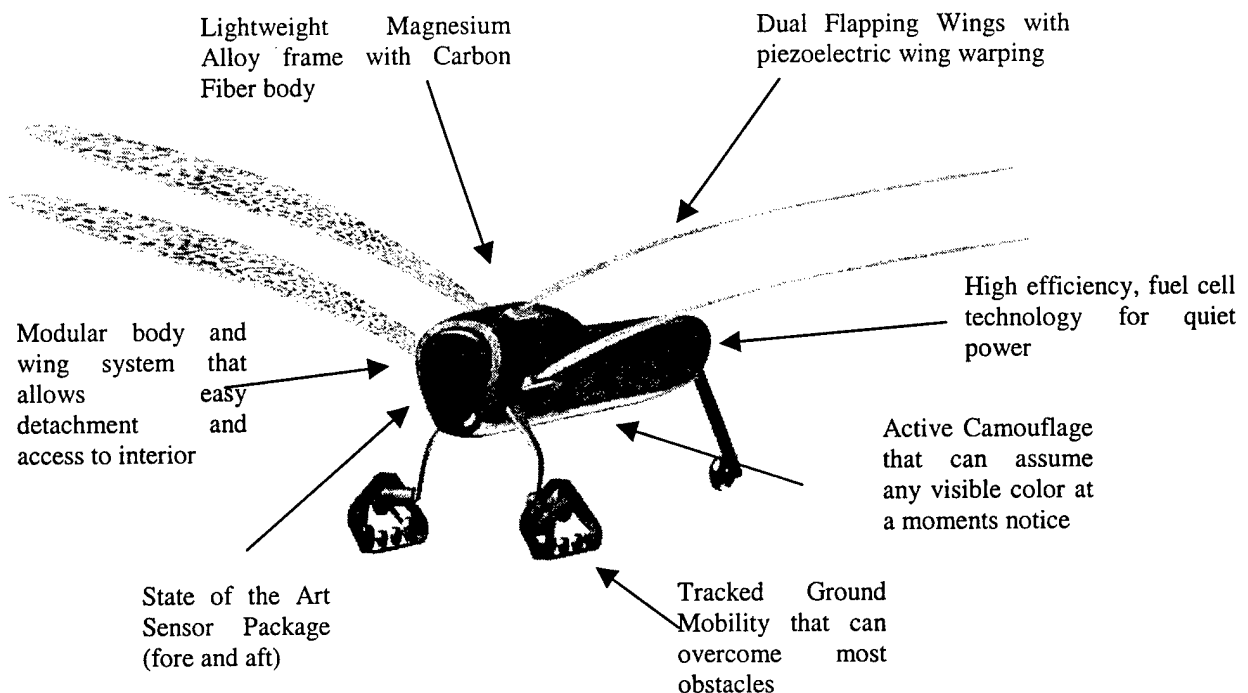 Lightweight Magnesium
Alloy frame with Carbon
Fiber body
Dual Flapping Wings with
piezoelectric wing warping
High efficiency, fuel cell
technology for quiet
power
Modular body and
wing system that
allows easy
detachment and
access to interior
Active Camouflage
that can assume
any visible color at
a moments notice
State of the Art
Sensor Package
(fore and aft)
Tracked Ground
Mobility that can
overcome most
obstacles